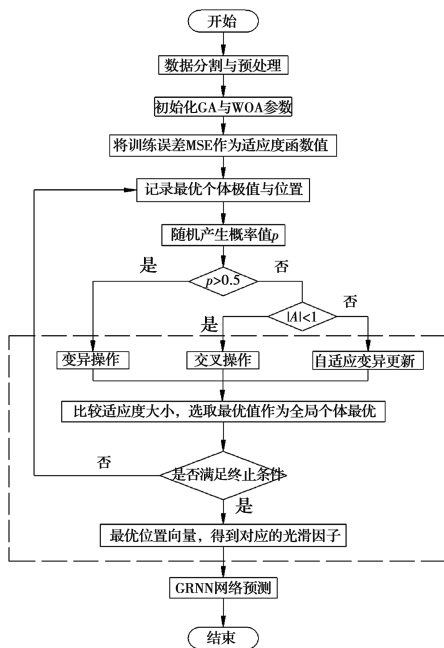 开始
数据分割与预处理
初始化GA与WOA参数
将训练误差MSE作为适应度函数值
记录最优个体极值与位置
随机产生概率值p
是
否
p>0.5
否
是
|A|<1
变异操作
交叉操作
自适应变异更新
比较适应度大小，选取最优值作为全局个体最优
否
是否满足终止条件
是
最优位置向量，得到对应的光滑因子
GRNN网络预测
结束